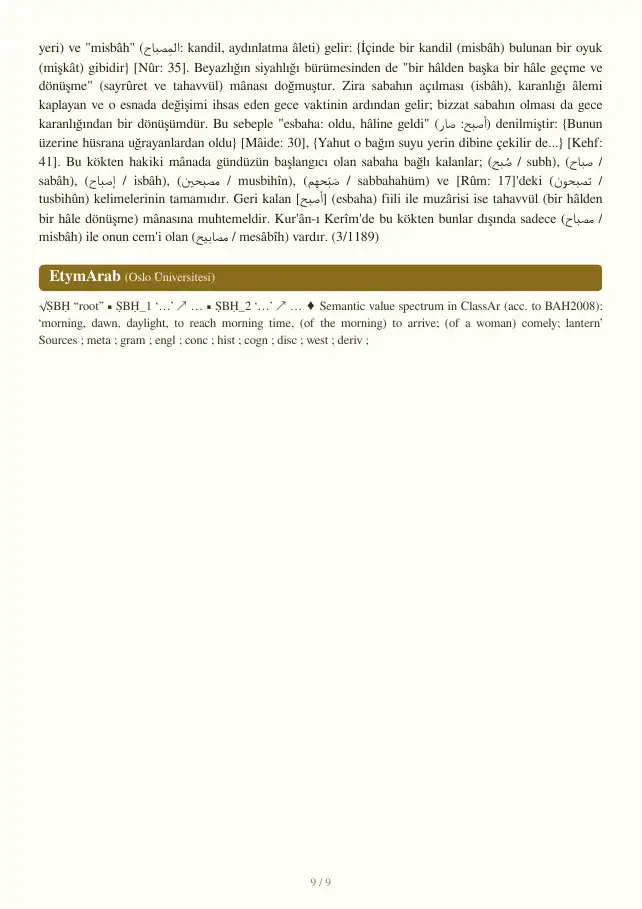 yeri) ve "misbâh" (المِصباح: kandil, aydınlatma âleti) gelir: {İçinde bir kandil (misbâh) bulunan bir oyuk
(mişkât) gibidir} [Nûr: 35]. Beyazlığın siyahlığı bürümesinden de "bir hâlden başka bir hâle geçme ve
dönüşme" (sayrûret ve tahavvül) mânası doğmuştur. Zira sabahın açılması (isbâh), karanlığı âlemi
kaplayan ve o esnada değişimi ihsas eden gece vaktinin ardından gelir; bizzat sabahın olması da gece
karanlığından bir dönüşümdür. Bu sebeple "esbaha: oldu, hâline geldi" (أصبح: صار) denilmiştir: {Bunun
üzerine hüsrana uğrayanlardan oldu} [Mâide: 30], {Yahut o bağın suyu yerin dibine çekilir de...} [Kehf:
41]. Bu kökten hakiki mânada gündüzün başlangıcı olan sabaha bağlı kalanlar; (صُبح / subh), (صباح /
sabâh), (إصباح / isbâh), (مصبحين / musbihîn), (صَبّحهم / sabbahahüm) ve [Rûm: 17]'deki (تصبحون /
tusbihûn) kelimelerinin tamamıdır. Geri kalan [أصبح] (esbaha) fiili ile muzârisi ise tahavvül (bir hâlden
bir hâle dönüşme) mânasına muhtemeldir. Kur'ân-ı Kerîm'de bu kökten bunlar dışında sadece (مصباح /
misbâh) ile onun cem'i olan (مصابيح / mesâbîh) vardır. (3/1189)
EtymArab (Oslo Üniversitesi)
√ṢBḤ “root” ▪ ṢBḤ_1 ‘…’ ↗ … ▪ ṢBḤ_2 ‘…’ ↗ … ♦ Semantic value spectrum in ClassAr (acc. to BAH2008):
‘morning, dawn, daylight, to reach morning time, (of the morning) to arrive; (of a woman) comely; lantern’
Sources ; meta ; gram ; engl ; conc ; hist ; cogn ; disc ; west ; deriv ;
9 / 9